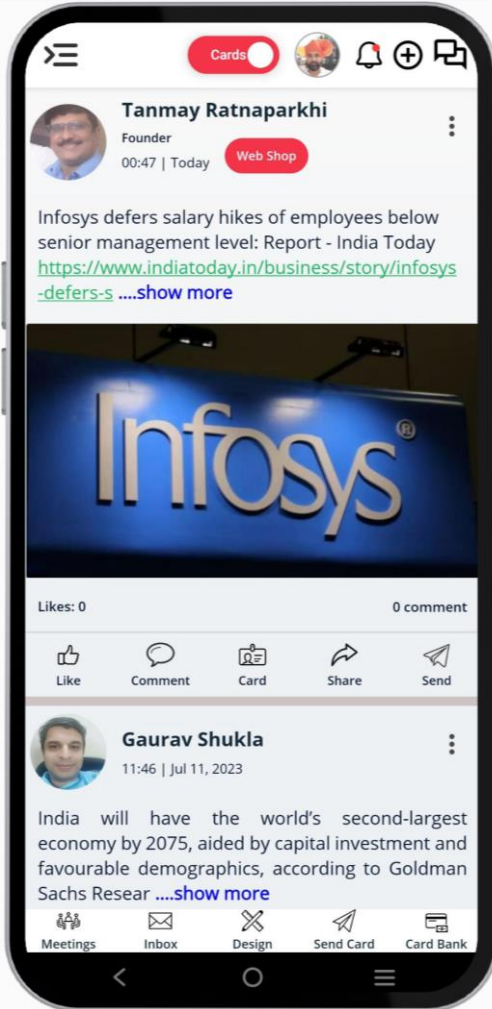 Cards
Tanmay Ratnaparkhi
Founder
00:47 | Today
Web Shop
Infosys defers salary hikes of employees below
senior management level: Report - India Today
https://www.indiatoday.in/business/story/infosys
-defers-s ....show more
Infosys®
Likes: 0
0 comment
Like
Comment
Card
Share
Send
Gaurav Shukla
11:46 | Jul 11, 2023
India will have the world's second-largest
economy by 2075, aided by capital investment and
favourable demographics, according to Goldman
Sachs Resear ....show more
Meetings
Inbox
Design
Send Card
Card Bank